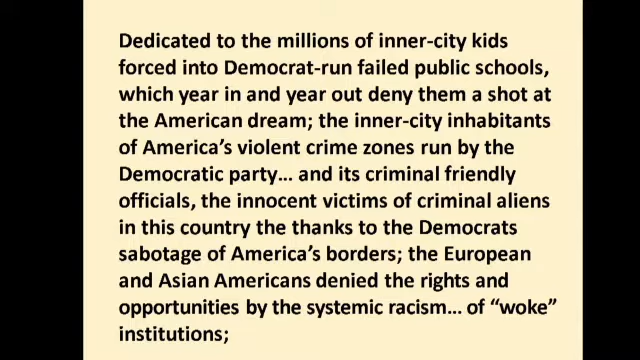 Dedicated to the millions of inner-city kids
forced into Democrat-run failed public schools,
which year in and year out deny them a shot at
the American dream; the inner-city inhabitants
of America’s violent crime zones run by the
Democratic party… and its criminal friendly
officials, the innocent victims of criminal aliens
in this country the thanks to the Democrats
sabotage of America’s borders; the European
and Asian Americans denied the rights and
opportunities by the systemic racism… of “woke”
institutions;